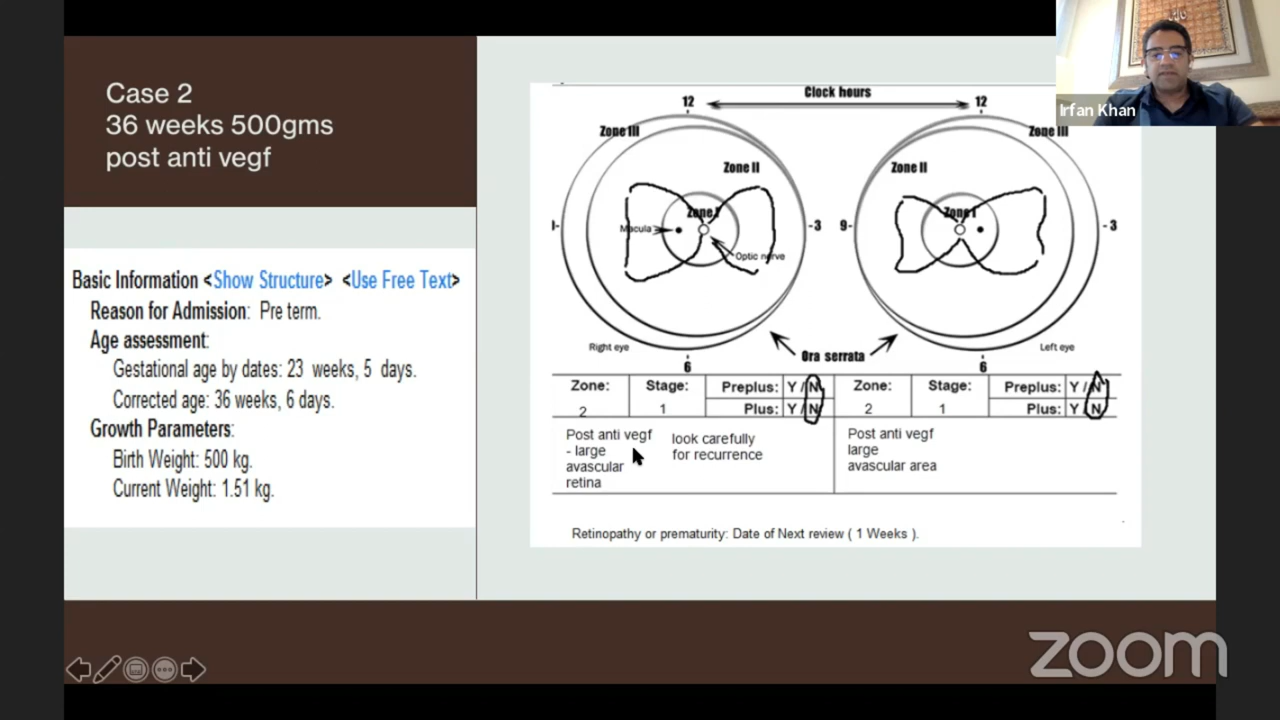 Case 2
36 weeks 500gms
post anti vegf
Basic Information <Show Structure> <Use Free Text>
Reason for Admission: Pre term.
Age assessment:
Gestational age by dates: 23 weeks, 5 days.
Corrected age: 36 weeks, 6 days.
Growth Parameters:
Birth Weight: 500 kg.
Current Weight: 1.51 kg.
Clock hours
12
12
Zone III
Zone III
Zone II
Zone II
Zone I
Zone I
Macula
-3
9-
-3
Optic nerve
Right eye
Ora serrata
Left eye
6
6
Zone: Stage: Preplus: Y / N Zone: Stage: Preplus: Y / N
2 1 Plus: Y / N 2 1 Plus: Y / N
Post anti vegf
- large
avascular
retina
look carefully
for recurrence
Post anti vegf
large
avascular area
Retinopathy or prematurity: Date of Next review ( 1 Weeks ).
Irfan Khan
zoom